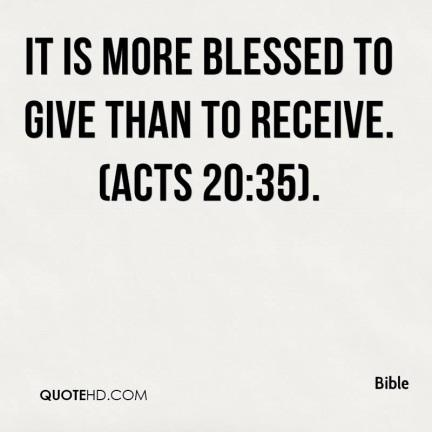 IT IS MORE BLESSED TO
GIVE THAN TO RECEIVE.
(ACTS 20:35).
Bible
QUOTEHD.COM